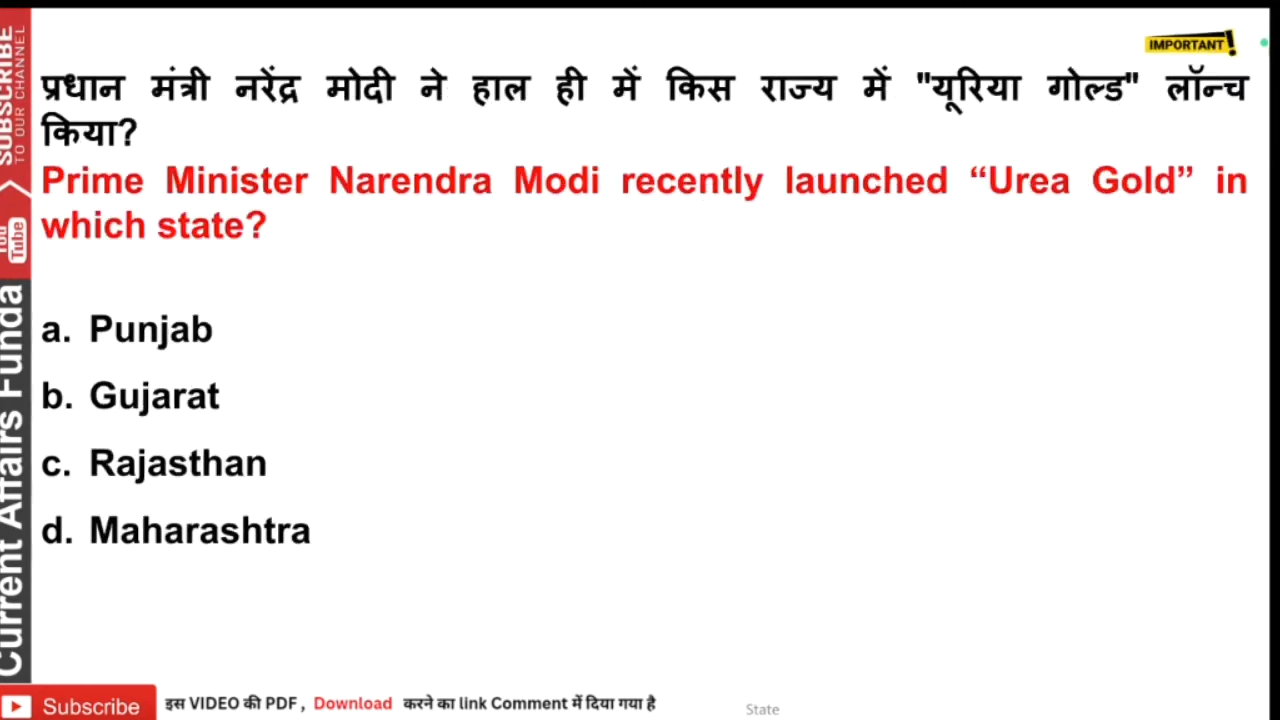 IMPORTANT!
प्रधान मंत्री नरेंद्र मोदी ने हाल ही में किस राज्य में "यूरिया गोल्ड" लॉन्च
किया?
Prime Minister Narendra Modi recently launched “Urea Gold” in
which state?
a. Punjab
b. Gujarat
c. Rajasthan
d. Maharashtra
SUBSCRIBE
TO OUR CHANNEL
You
Tube
Current Affairs Funda
Subscribe
इस VIDEO की PDF , Download करने का link Comment में दिया गया है
State